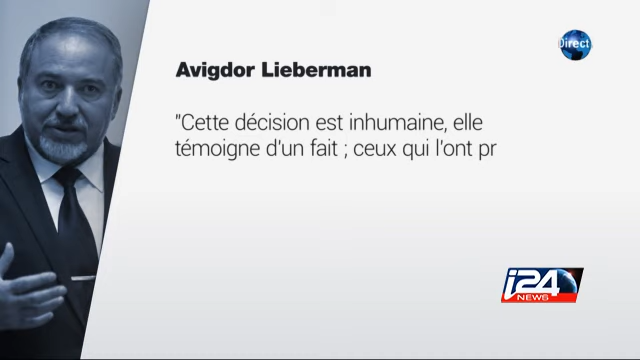 Direct
Avigdor Lieberman
"Cette décision est inhumaine, elle
témoigne d'un fait ; ceux qui l'ont pr
i24
NEWS